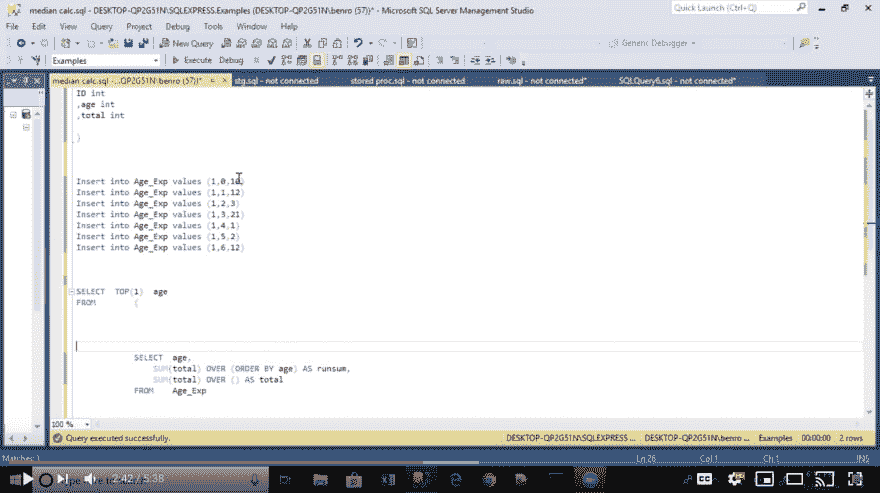 median calc.sql - DESKTOP-QP2G51N\SQLEXPRESS.Examples (DESKTOP-QP2G51N\benro (57))* - Microsoft SQL Server Management Studio
Quick Launch (Ctrl+Q)
File Edit View Query Project Debug Tools Window Help
New Query
Generic Debugger
Examples
Execute Debug
median calc.sql -...QP2G51N\benro (57))*
stg.sql - not connected
stored proc.sql - not connected
raw.sql - not connected*
SQLQuery6.sql - not connected*
ID int
,age int
,total int
)
Insert into Age_Exp values (1,0,10)
Insert into Age_Exp values (1,1,12)
Insert into Age_Exp values (1,2,3)
Insert into Age_Exp values (1,3,21)
Insert into Age_Exp values (1,4,1)
Insert into Age_Exp values (1,5,2)
Insert into Age_Exp values (1,6,12)
SELECT TOP(1) age
FROM (
SELECT age,
SUM(total) OVER (ORDER BY age) AS runsum,
SUM(total) OVER () AS total
FROM Age_Exp
100 %
Query executed successfully.
DESKTOP-QP2G51N\SQLEXPRESS ... DESKTOP-QP2G51N\benro ... Examples 00:00:00 2 rows
Matches: 1
Ln 26 Col 1 Ch 1 INS
2:42 / 5:38